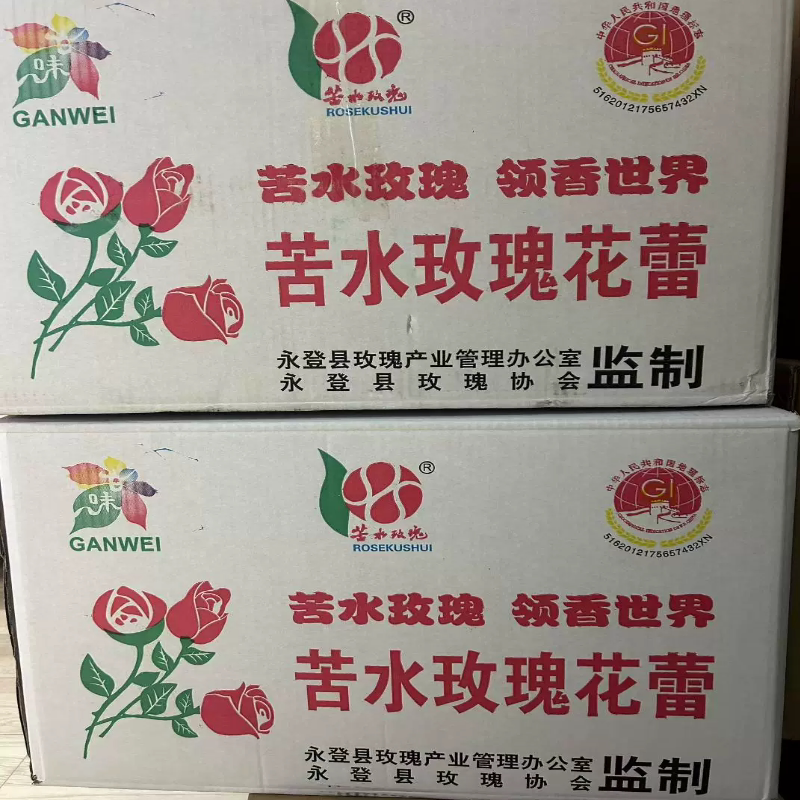 甘味
GANWEI
®
苦水玫瑰
ROSEKUSHUI
中华人民共和国地理标志
GI
5162012175657432XN
苦水玫瑰 领香世界
苦水玫瑰花蕾
永登县玫瑰产业管理办公室
永登县玫瑰协会
监制
甘味
GANWEI
®
苦水玫瑰
ROSEKUSHUI
中华人民共和国地理标志
GI
5162012175657432XN
苦水玫瑰 领香世界
苦水玫瑰花蕾
永登县玫瑰产业管理办公室
永登县玫瑰协会
监制